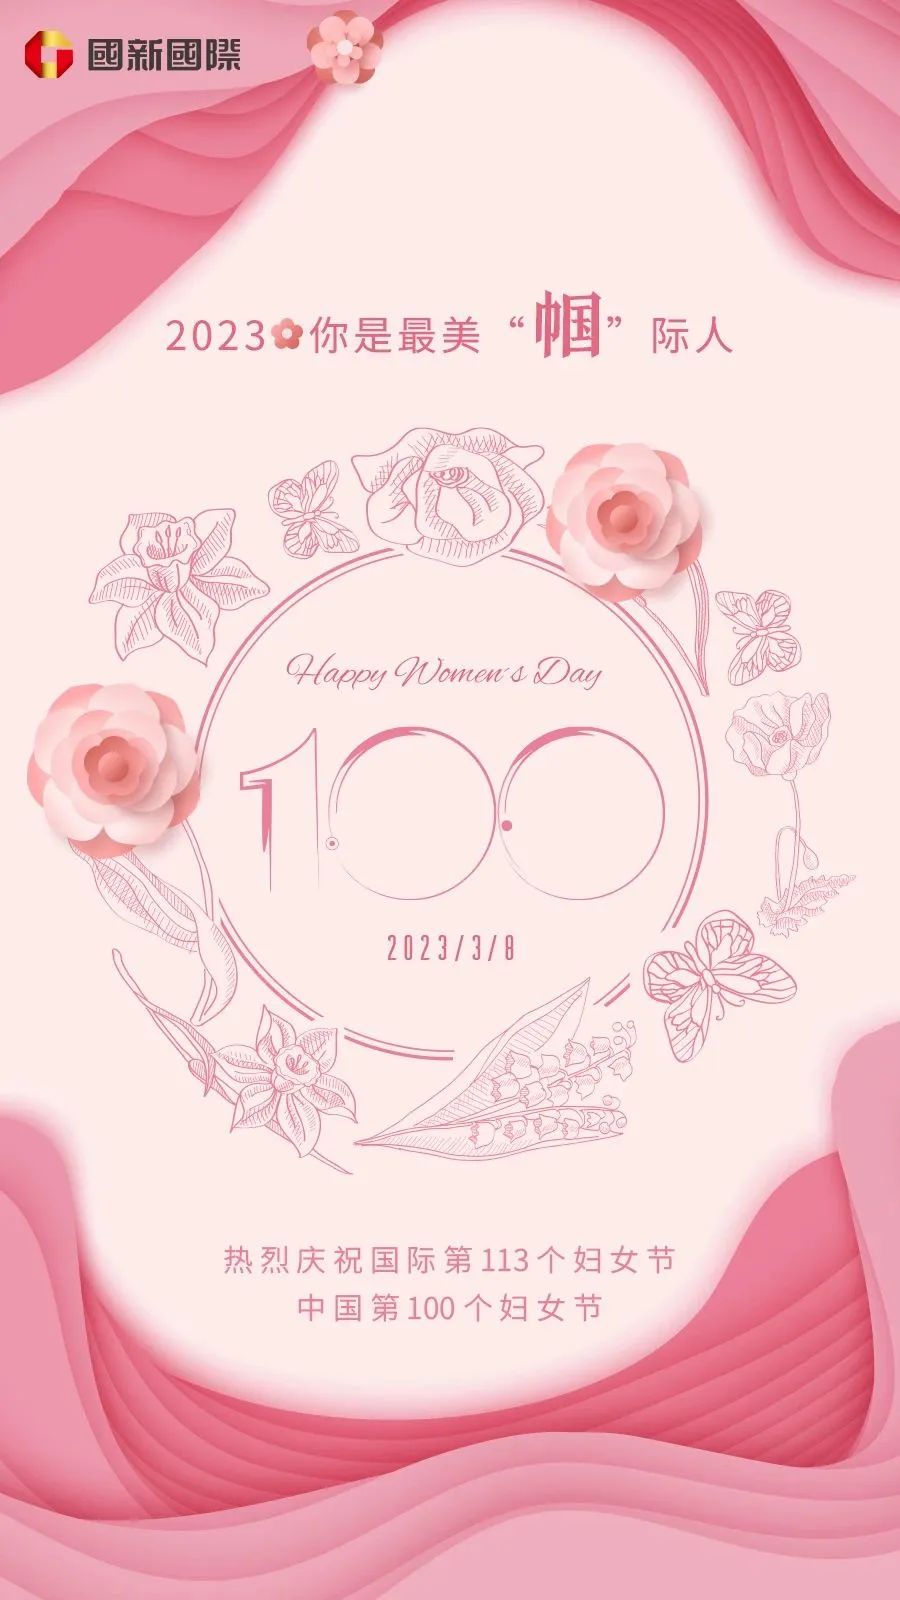 國新國際
2023你是最美“帼”际人
Happy Women's Day
100
2023/3/8
热烈庆祝国际第113个妇女节
中国第100个妇女节